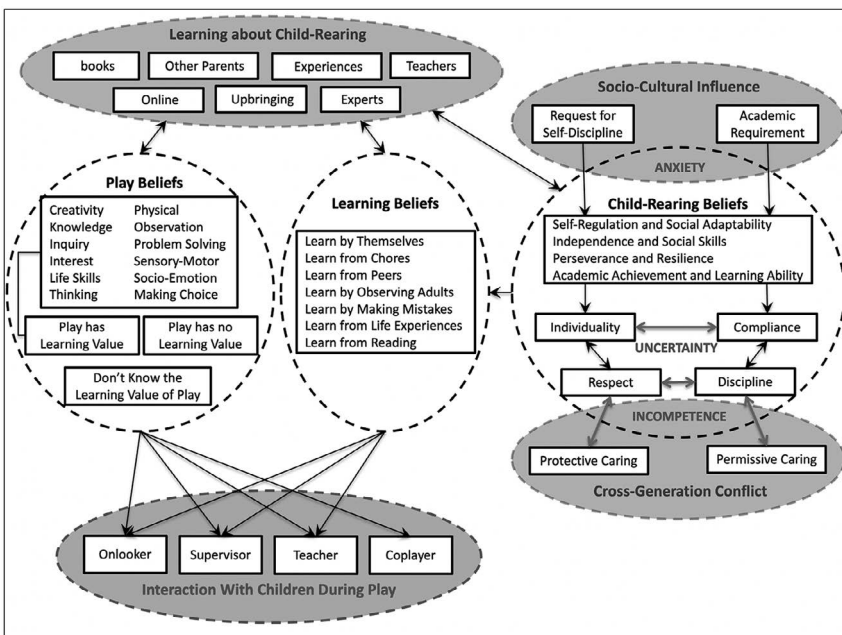 Learning about Child-Rearing
books
Other Parents
Experiences
Teachers
Online
Upbringing
Experts
Socio-Cultural Influence
Request for
Self-Discipline
Academic
Requirement
ANXIETY
Play Beliefs
Creativity Physical
Knowledge Observation
Inquiry Problem Solving
Interest Sensory-Motor
Life Skills Socio-Emotion
Thinking Making Choice
Play has
Learning Value
Play has no
Learning Value
Don't Know the
Learning Value of Play
Learning Beliefs
Learn by Themselves
Learn from Chores
Learn from Peers
Learn by Observing Adults
Learn by Making Mistakes
Learn from Life Experiences
Learn from Reading
Child-Rearing Beliefs
Self-Regulation and Social Adaptability
Independence and Social Skills
Perseverance and Resilience
Academic Achievement and Learning Ability
Individuality
Compliance
UNCERTAINTY
Respect
Discipline
INCOMPETENCE
Protective Caring
Permissive Caring
Cross-Generation Conflict
Onlooker
Supervisor
Teacher
Coplayer
Interaction With Children During Play